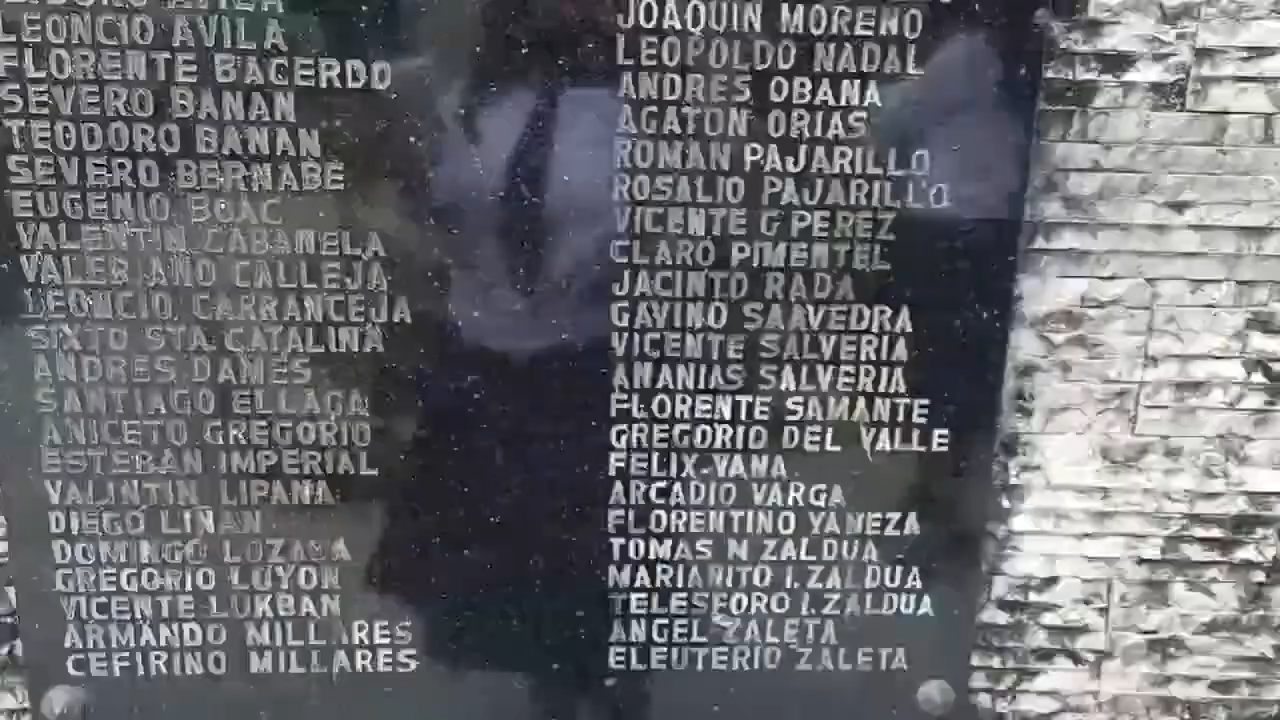 LEONCIO AVILA
FLORENTE BACERDO
SEVERO BANAN
TEODORO BANAN
SEVERO BERNABE
EUGENIO BOAC
VALENTIN CABAMELA
VALERIANO CALLEJA
LEONCIO CARRANCEJA
SIXTO STA. CATALINA
ANDRES DAMES
SANTIAGO ELLAGA
ANICETO GREGORIO
ESTEBAN IMPERIAL
VALINTIN LIPANA
DIEGO LINAN
DOMINGO LOZADA
GREGORIO LUYON
VICENTE LUKBAN
ARMANDO MILLARES
CEFIRINO MILLARES
JOAQUIN MORENO
LEOPOLDO NADAL
ANDRES OBANA
AGATON ORIAS
ROMAN PAJARILLO
ROSALIO PAJARILLO
VICENTE G PEREZ
CLARO PIMENTEL
JACINTO RADA
GAVINO SAAVEDRA
VICENTE SALVERIA
ANANIAS SALVERIA
FLORENTE SAMANTE
GREGORIO DEL VALLE
FELIX VANA
ARCADIO VARGA
FLORENTINO YANEZA
TOMAS N ZALDUA
MARIANITO I. ZALDUA
TELESFORO I. ZALDUA
ANGEL ZALETA
ELEUTERIO ZALETA